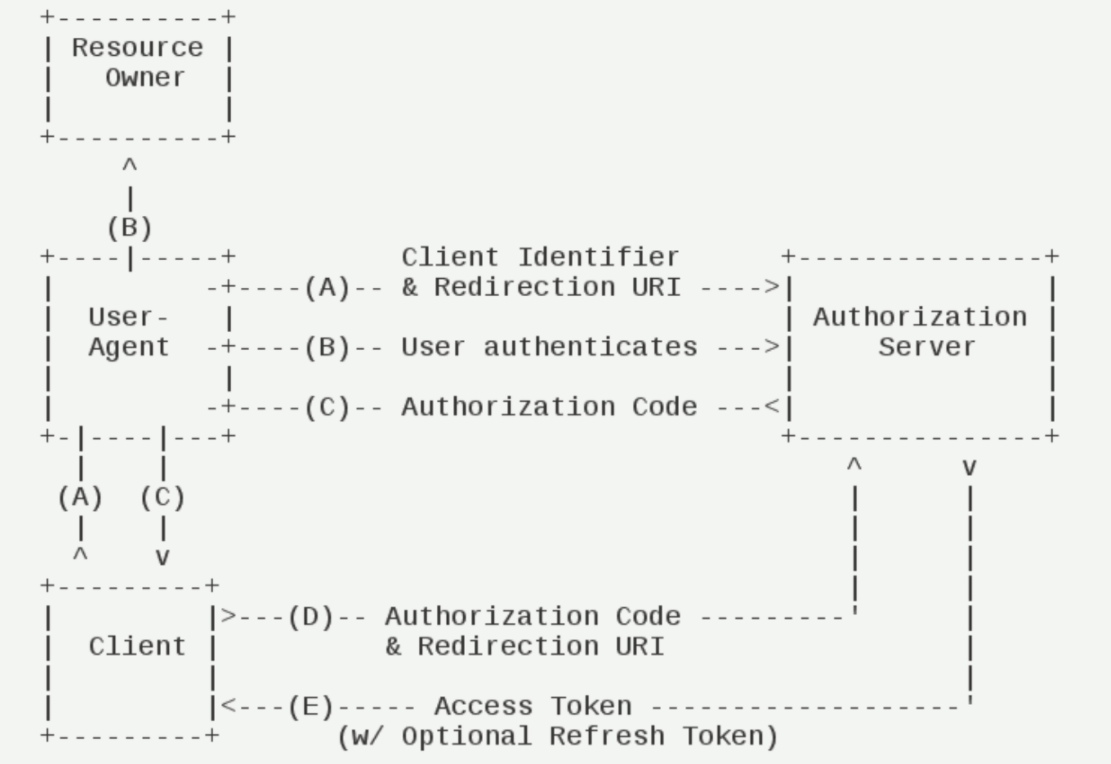 Resource
Owner
(B)
Client Identifier
(A) & Redirection URI
User-
Authorization
Agent (B) User authenticates Server
(C) Authorization Code
(A) (C)
(D) Authorization Code
Client & Redirection URI
(E) Access Token
(w/ Optional Refresh Token)